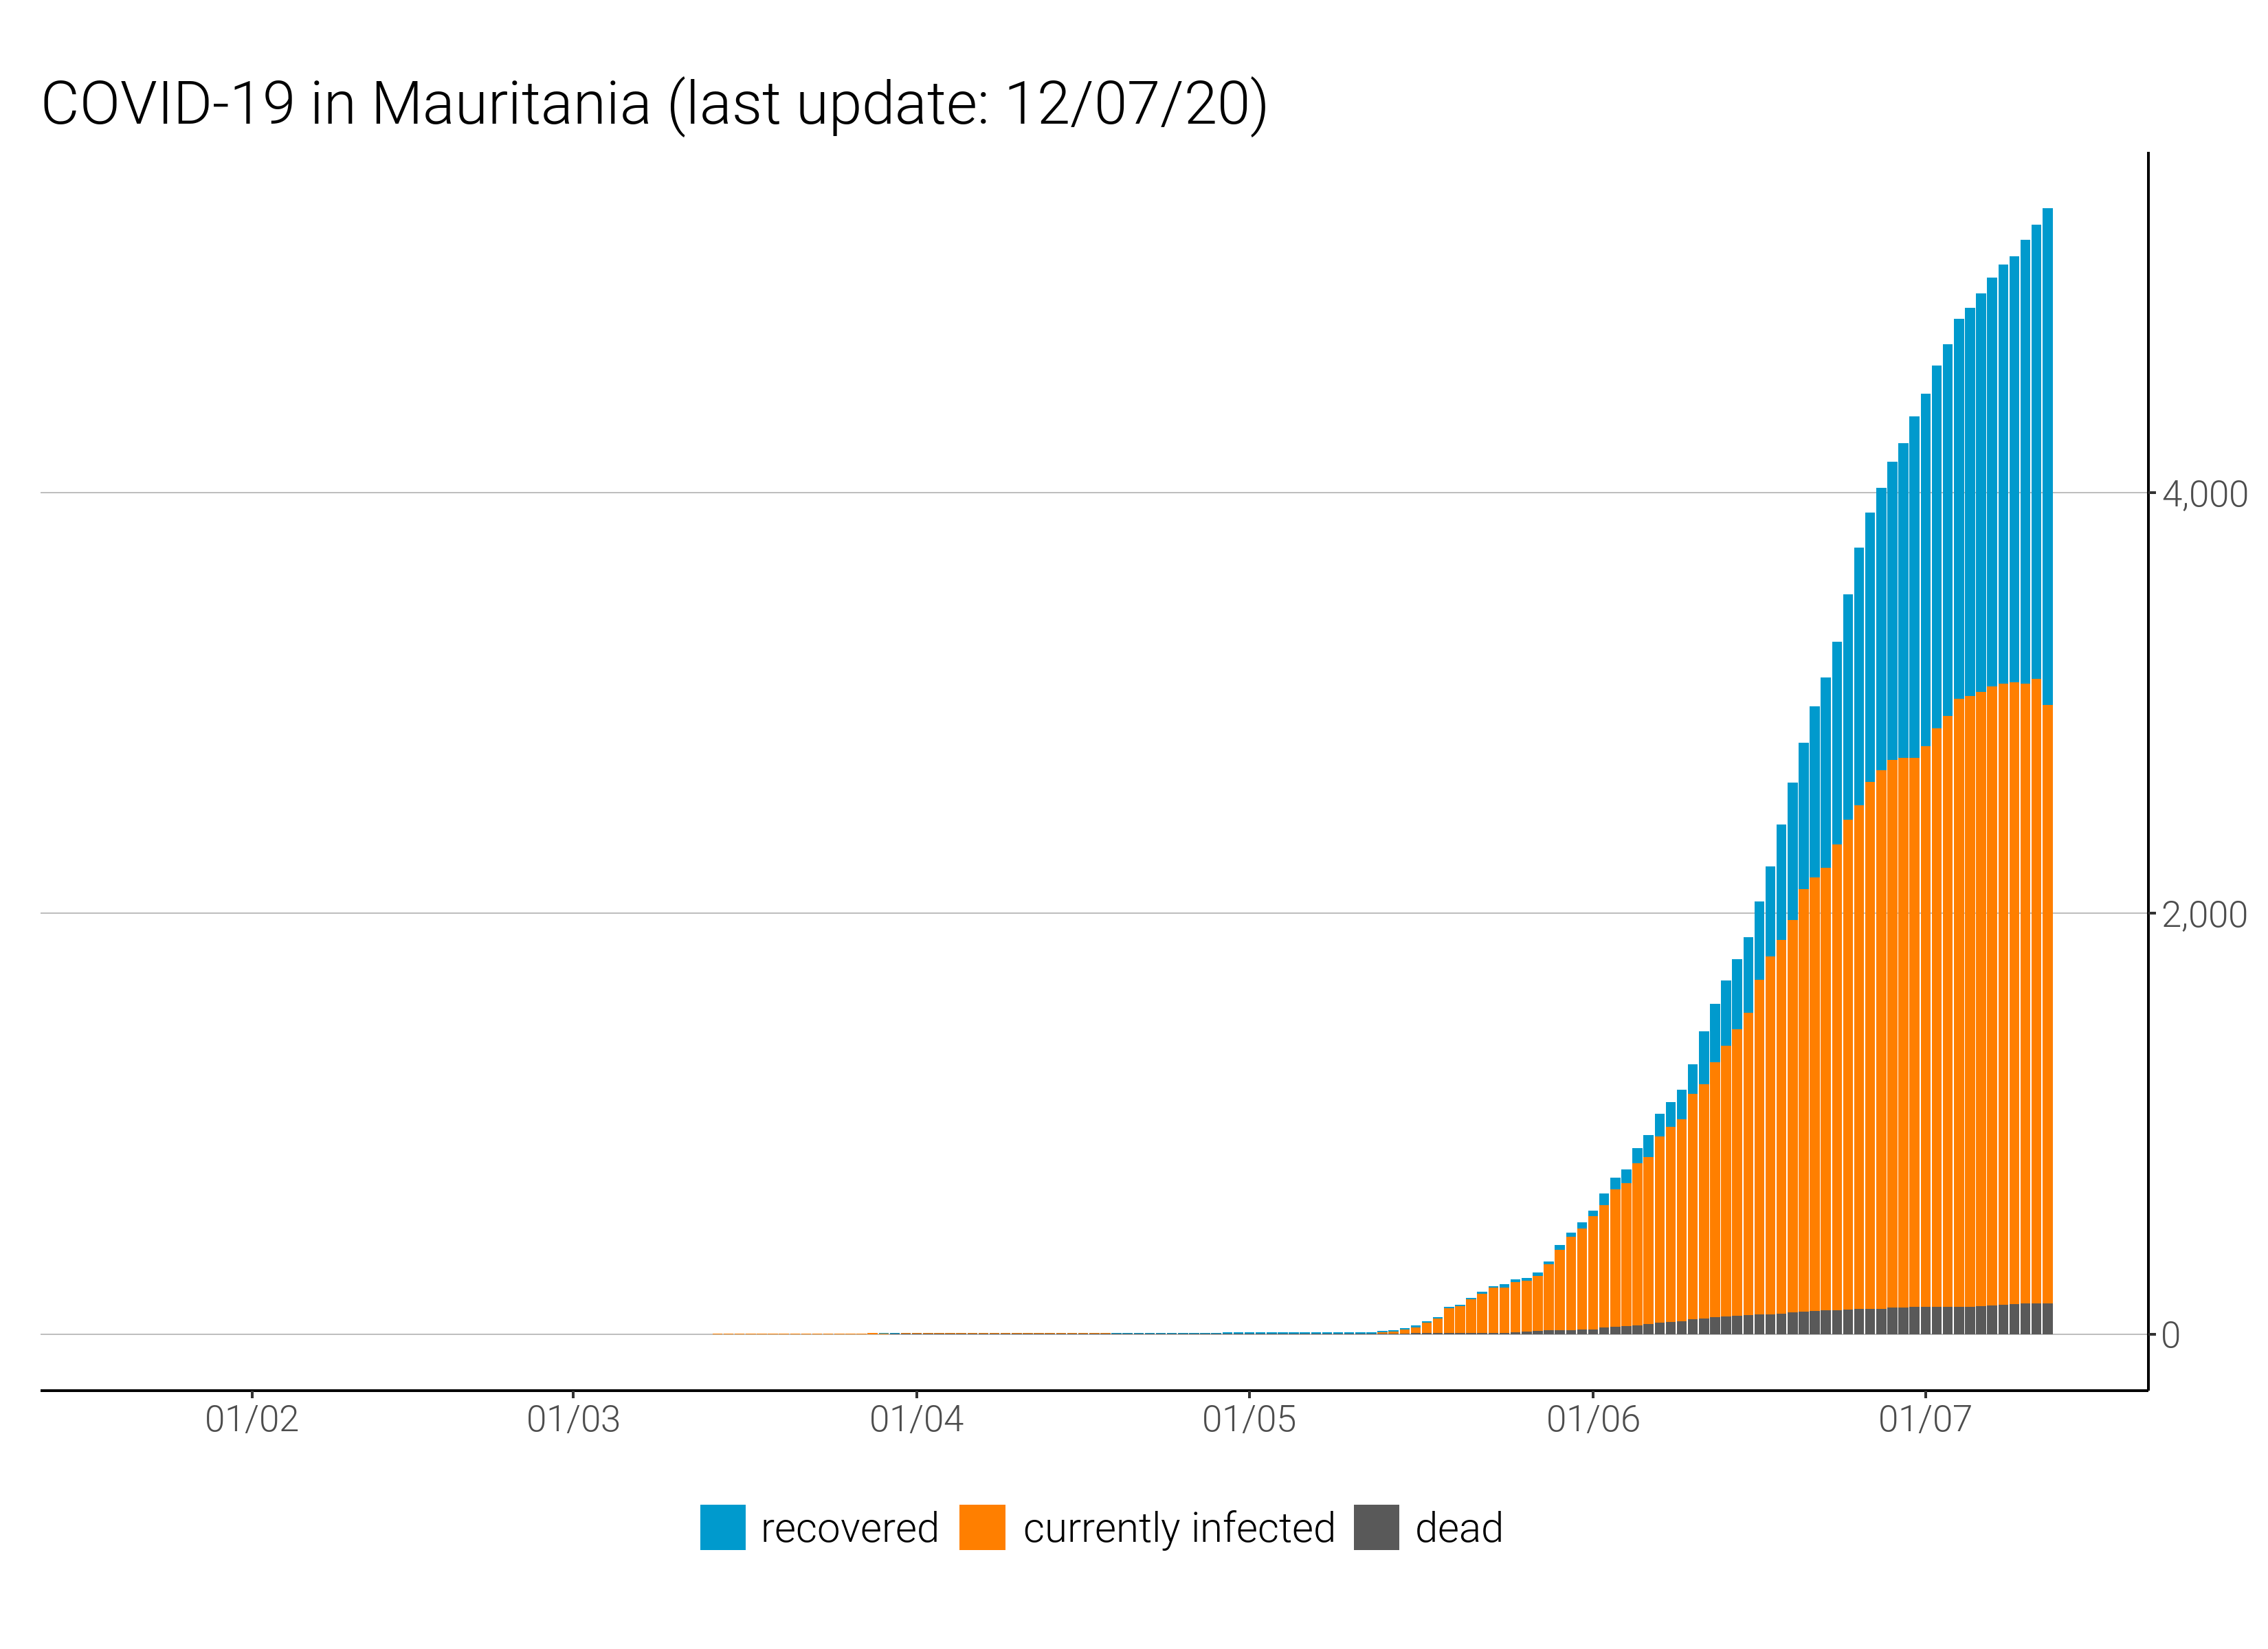 COVID-19 in Mauritania (last update: 12/07/20)
4,000
2,000
0
01/02 01/03 01/04 01/05 01/06 01/07
recovered currently infected dead